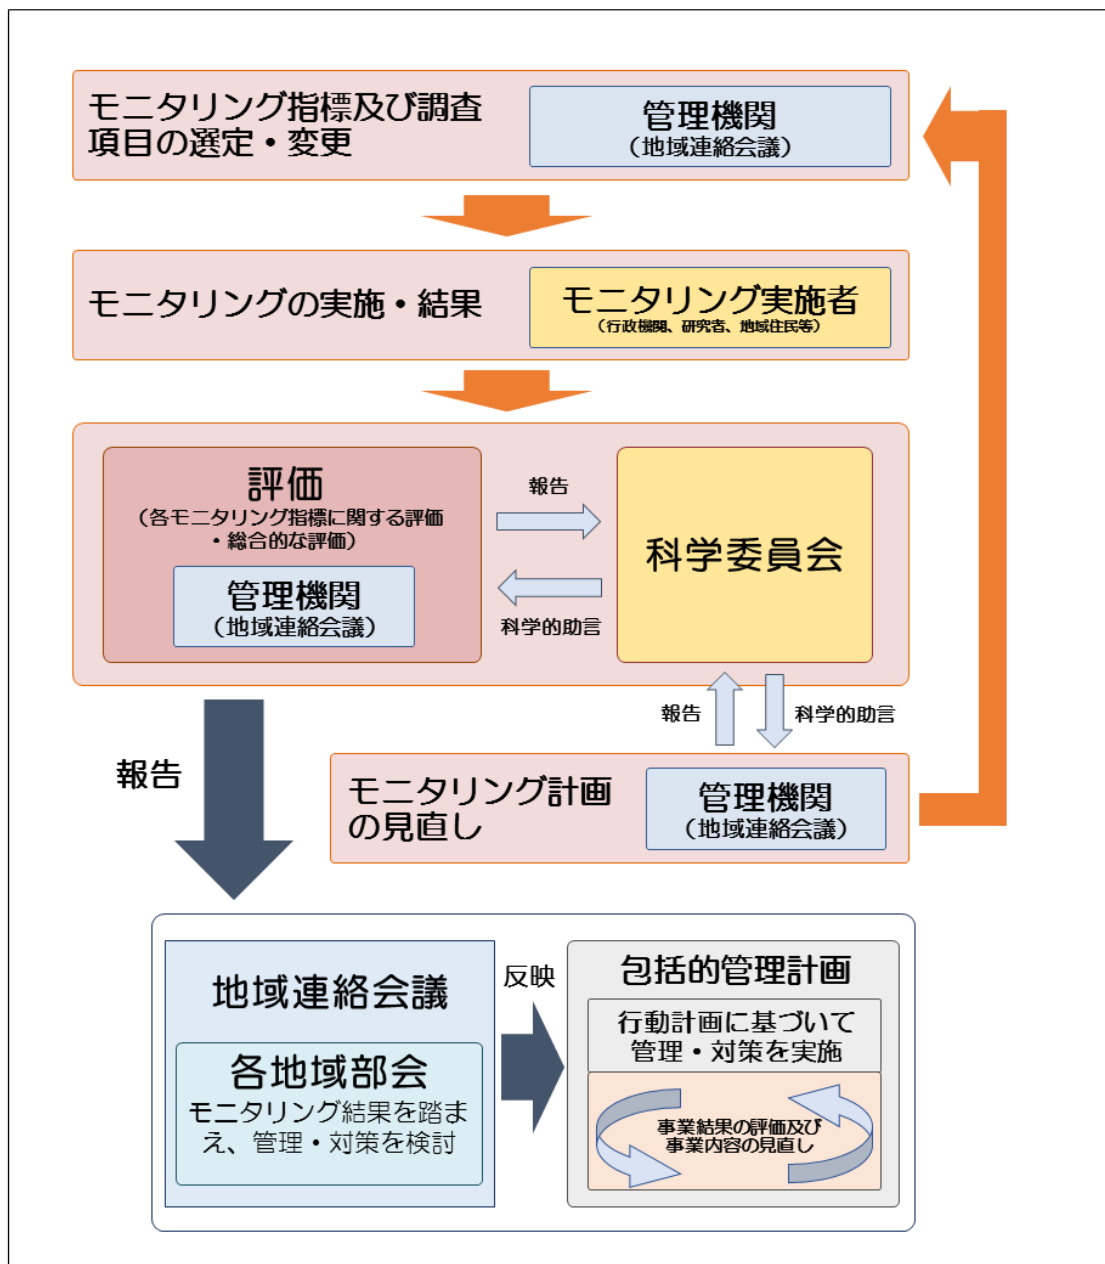 モニタリング指標及び調査
項目の選定・変更
管理機関
（地域連絡会議）
モニタリングの実施・結果
モニタリング実施者
（行政機関、研究者、地域住民等）
評価
（各モニタリング指標に関する評価
・総合的な評価）
管理機関
（地域連絡会議）
報告
科学的助言
科学委員会
報告
科学的助言
モニタリング計画
の見直し
管理機関
（地域連絡会議）
報告
地域連絡会議
各地域部会
モニタリング結果を踏ま
え、管理・対策を検討
反映
包括的管理計画
行動計画に基づいて
管理・対策を実施
事業結果の評価及び
事業内容の見直し